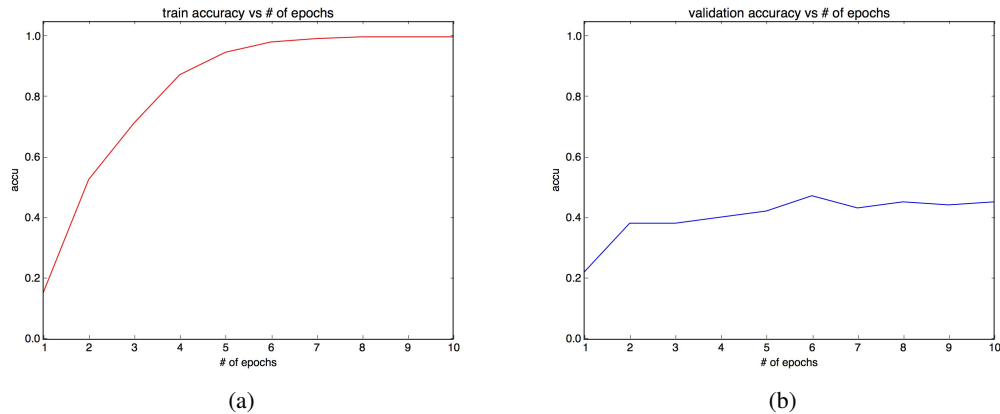 train accuracy vs # of epochs
1.0
0.8
0.6
0.4
0.2
0.0
accu
1 2 3 4 5 6 7 8 9 10
# of epochs
(a)
validation accuracy vs # of epochs
1.0
0.8
0.6
0.4
0.2
0.0
accu
1 2 3 4 5 6 7 8 9 10
# of epochs
(b)